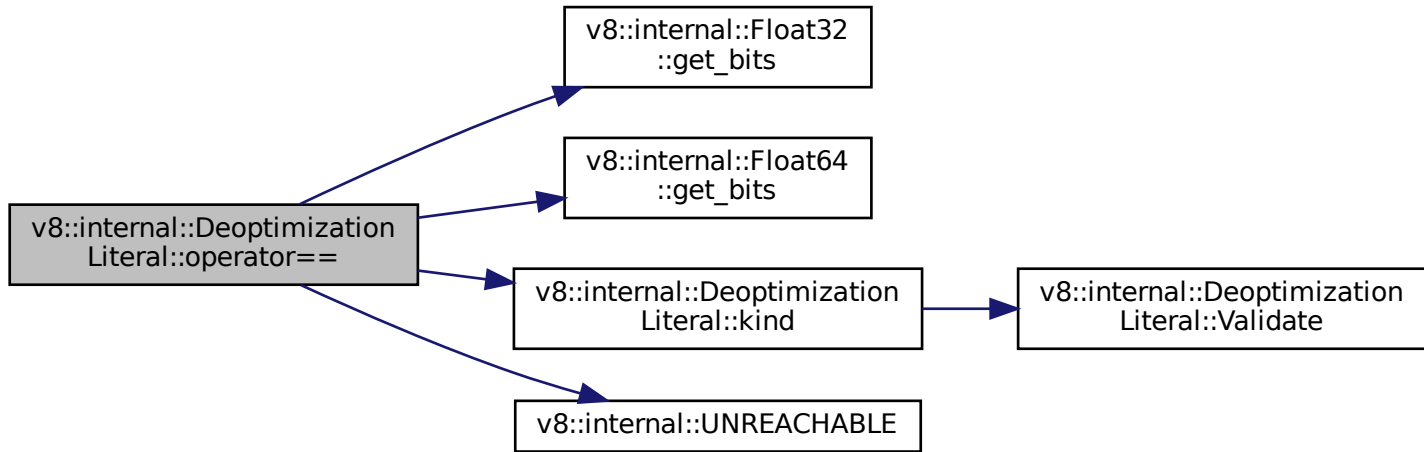 v8::internal::Float32
::get_bits
v8::internal::Float64
::get_bits
v8::internal::Deoptimization
Literal::operator==
v8::internal::Deoptimization
Literal::kind
v8::internal::Deoptimization
Literal::Validate
v8::internal::UNREACHABLE